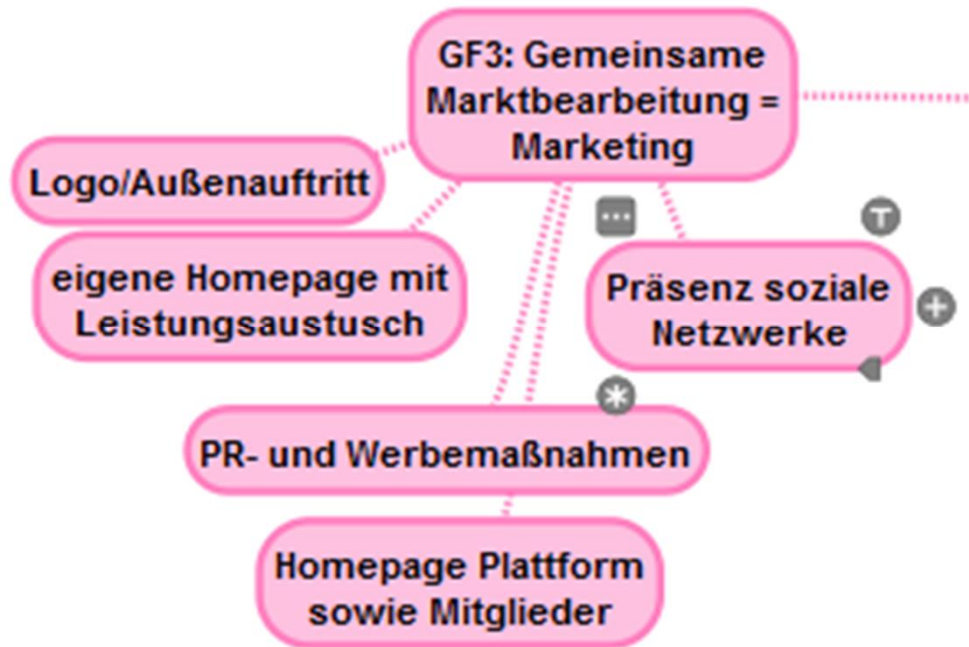 GF3: Gemeinsame
Marktbearbeitung =
Marketing
Logo/Außenauftritt
eigene Homepage mit
Leistungsaustusch
Präsenz soziale
Netzwerke
PR- und Werbemaßnahmen
Homepage Plattform
sowie Mitglieder